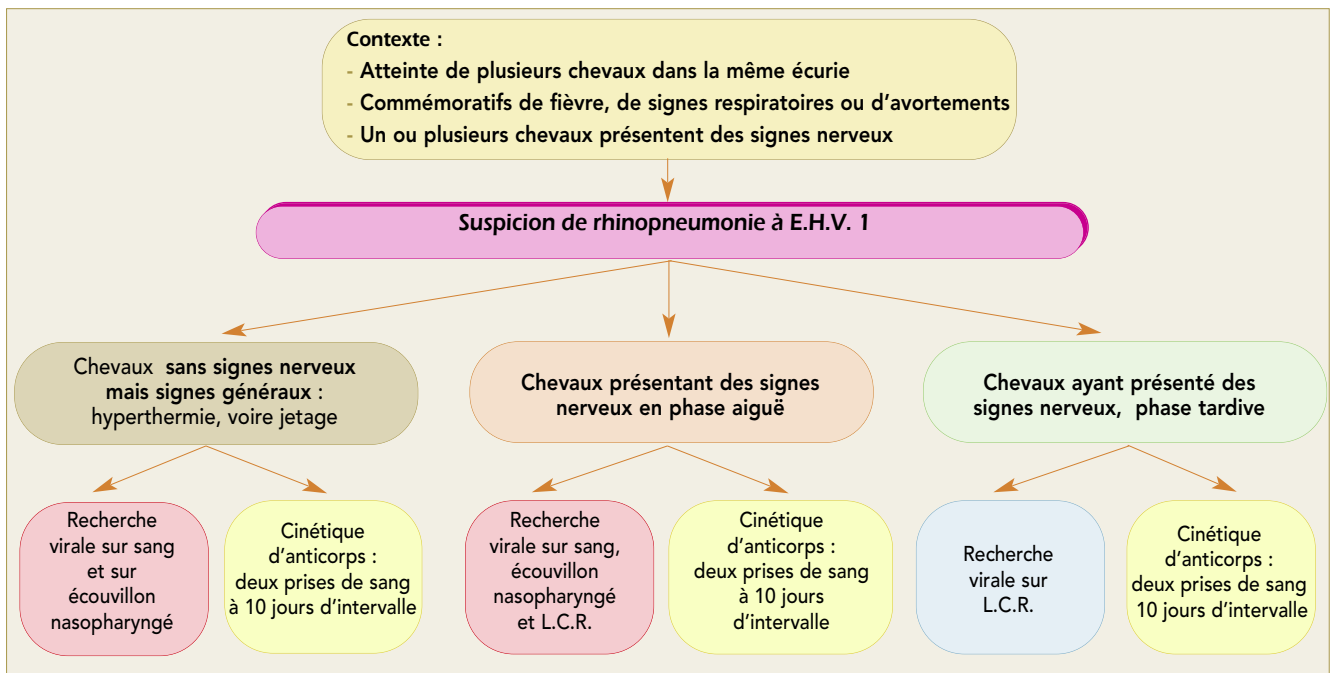 Contexte :
- Atteinte de plusieurs chevaux dans la même écurie
- Commémoratifs de fièvre, de signes respiratoires ou d'avortements
- Un ou plusieurs chevaux présentent des signes nerveux
Suspicion de rhinopneumonie à E.H.V. 1
Chevaux sans signes nerveux
mais signes généraux :
hyperthermie, voire jetage
Chevaux présentant des signes
nerveux en phase aiguë
Chevaux ayant présenté des
signes nerveux, phase tardive
Recherche
virale sur sang
et sur
écouvillon
nasopharyngé
Cinétique
d'anticorps :
deux prises de sang
à 10 jours d'intervalle
Recherche
virale sur sang,
écouvillon
nasopharyngé
et L.C.R.
Cinétique
d'anticorps :
deux prises de sang
à 10 jours
d'intervalle
Recherche
virale sur
L.C.R.
Cinétique
d'anticorps :
deux prises de sang
10 jours d'intervalle